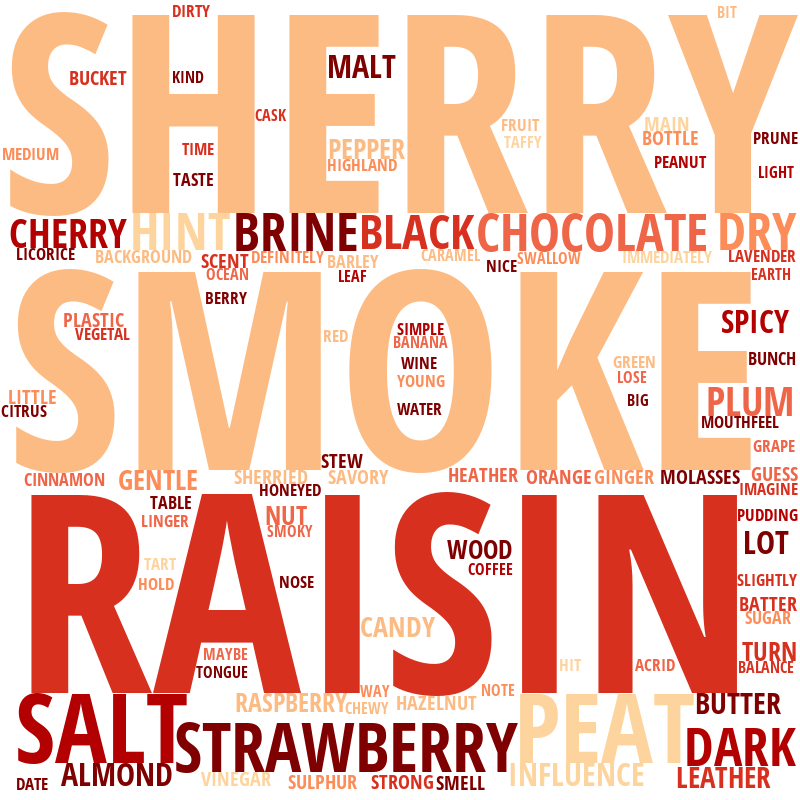 DIRTY
BIT
SHERRY
BUCKET
KIND
MALT
CASK
TIME
PEPPER
FRUIT
MAIN
TAFFY
BOTTLE
PRUNE
MEDIUM
TASTE
HIGHLAND
PEANUT
LIGHT
CHERRY
HINT
BRINE
BLACK
CHOCOLATE
DRY
LICORICE
BACKGROUND
SCENT
DEFINITELY
BARLEY
CARAMEL
NICE
SWALLOW
IMMEDIATELY
LAVENDER
OCEAN
LEAF
EARTH
SMOKE
BERRY
PLASTIC
VEGETAL
RED
SIMPLE
BANANA
SPICY
WINE
YOUNG
GREEN
LOSE
BUNCH
LITTLE
CITRUS
WATER
BIG
PLUM
MOUTHFEEL
GRAPE
STEW
CINNAMON
GENTLE
SHERRIED
SAVORY
HEATHER
ORANGE
GINGER
MOLASSES
GUESS
HONEYED
IMAGINE
RAISIN
TABLE
LINGER
NUT
SMOKY
PUDDING
WOOD
LOT
COFFEE
TART
HOLD
NOSE
SLIGHTLY
BATTER
SUGAR
CANDY
MAYBE
TONGUE
HIT
ACRID
TURN
BALANCE
SALT
RASPBERRY
WAY
CHEWY
HAZELNUT
NOTE
PEAT
BUTTER
STRAWBERRY
DARK
DATE
ALMOND
VINEGAR
SULPHUR
STRONG
SMELL
INFLUENCE
LEATHER